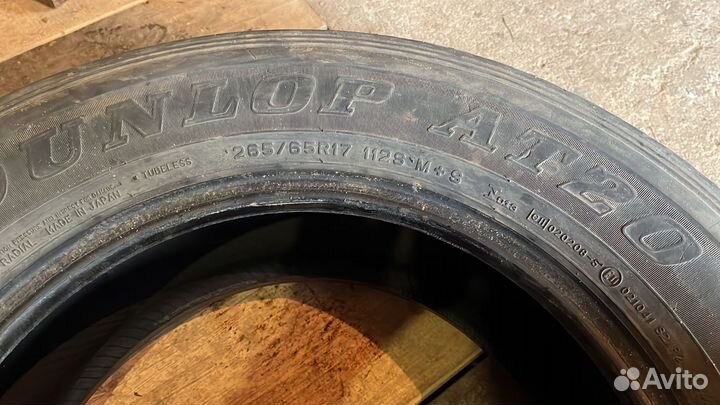 DUNLOP AT20
TUBELESS 265/65R17 112S M+S
RADIAL MADE IN JAPAN
Avito